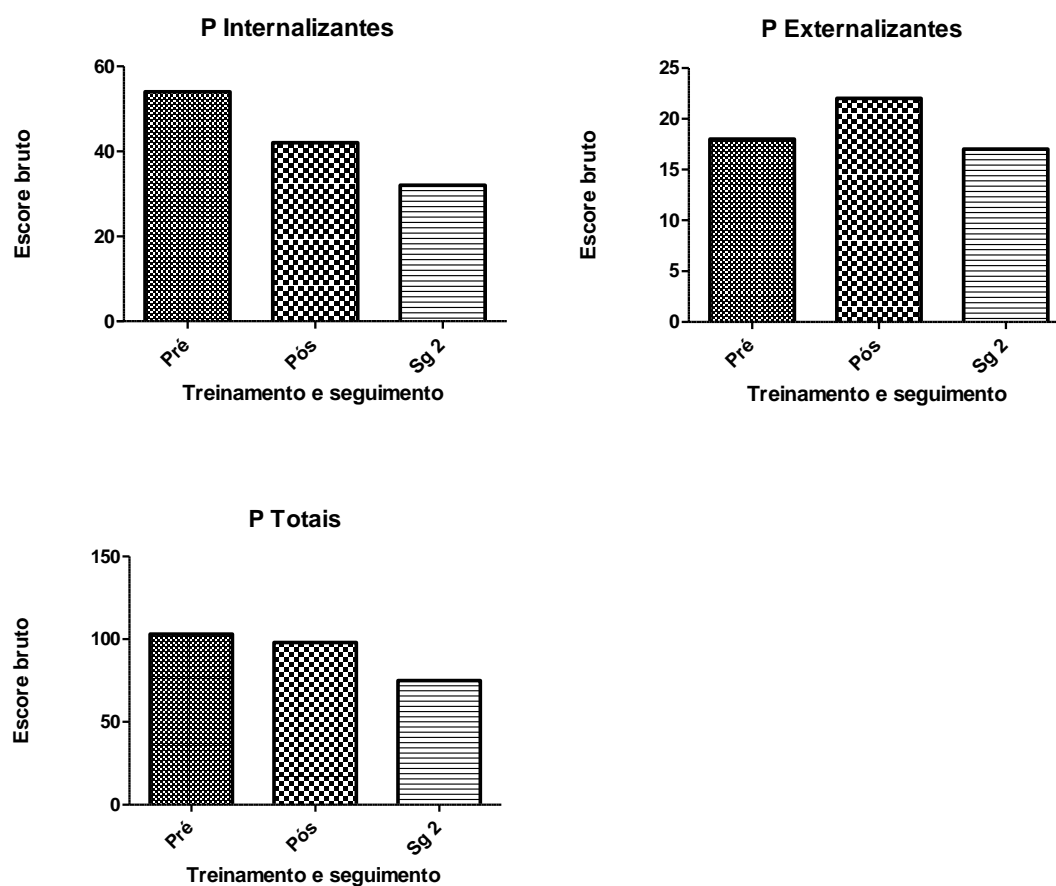 P Internalizantes
60
40
20
0
Escore bruto
Pré
Pós
Sg 2
Treinamento e seguimento
P Externalizantes
25
20
15
10
5
0
Escore bruto
Pré
Pós
Sg 2
Treinamento e seguimento
P Totais
150
100
50
0
Escore bruto
Pré
Pós
Sg 2
Treinamento e seguimento